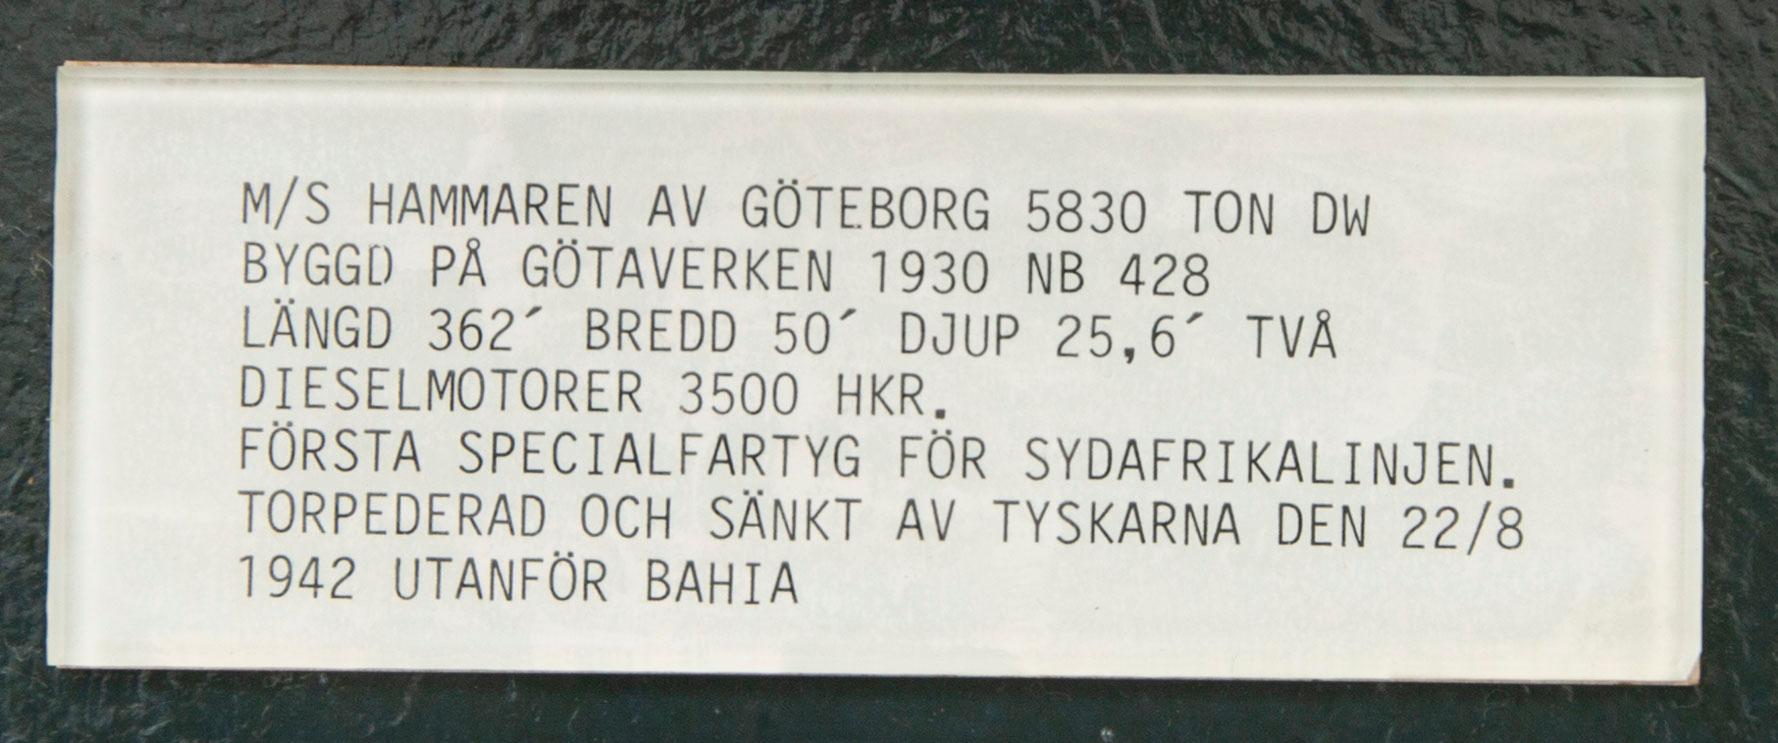 M/S HAMMAREN AV GÖTEBORG 5830 TON DW
BYGGD PÅ GÖTAVERKEN 1930 NB 428
LÄNGD 362´ BREDD 50´ DJUP 25,6´ TVÅ
DIESELMOTORER 3500 HKR.
FÖRSTA SPECIALFARTYG FÖR SYDAFRIKALINJEN.
TORPEDERAD OCH SÄNKT AV TYSKARNA DEN 22/8
1942 UTANFÖR BAHIA